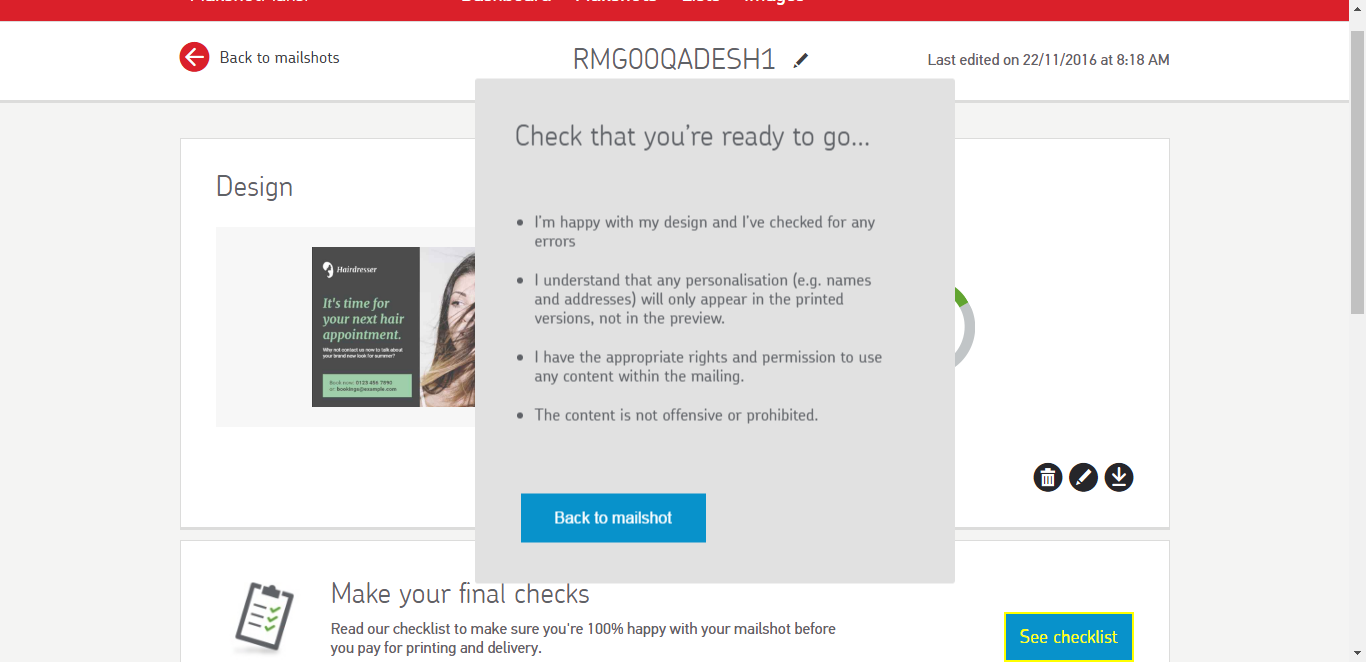 Back to mailshots
RMG00QADESH1
Last edited on 22/11/2016 at 8:18 AM
Check that you're ready to go...
Design
• I'm happy with my design and I've checked for any
errors
• I understand that any personalisation (e.g. names
and addresses) will only appear in the printed
versions, not in the preview.
• I have the appropriate rights and permission to use
any content within the mailing.
• The content is not offensive or prohibited.
Back to mailshot
Hairdresser
It's time for
your next hair
appointment.
Why not contact us now to talk about
your brand new look for summer?
Book now: 0123 456 7890
or: bookings@example.com
Make your final checks
Read our checklist to make sure you're 100% happy with your mailshot before
you pay for printing and delivery.
See checklist